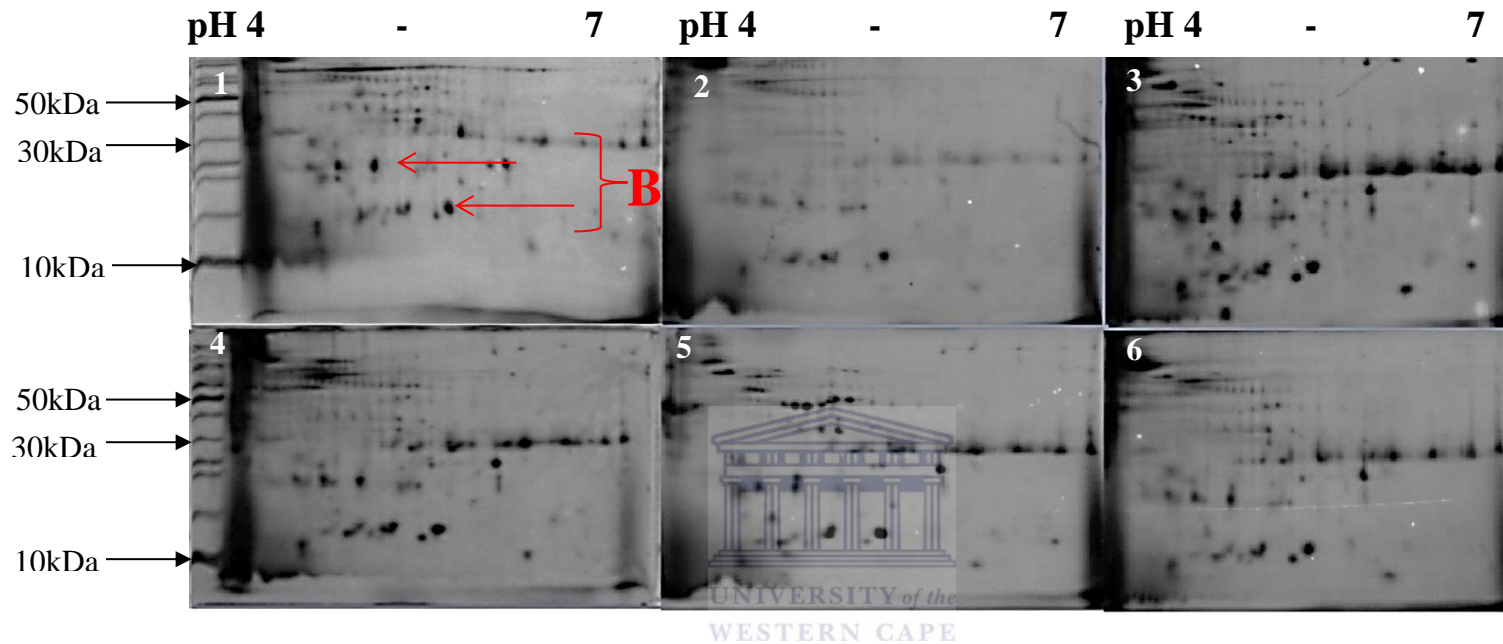 pH 4 - 7 pH 4 - 7 pH 4 - 7
1 2 3
50kDa
30kDa
B
10kDa
4 5 6
50kDa
30kDa
10kDa
UNIVERSITY of the
WESTERN CAPE